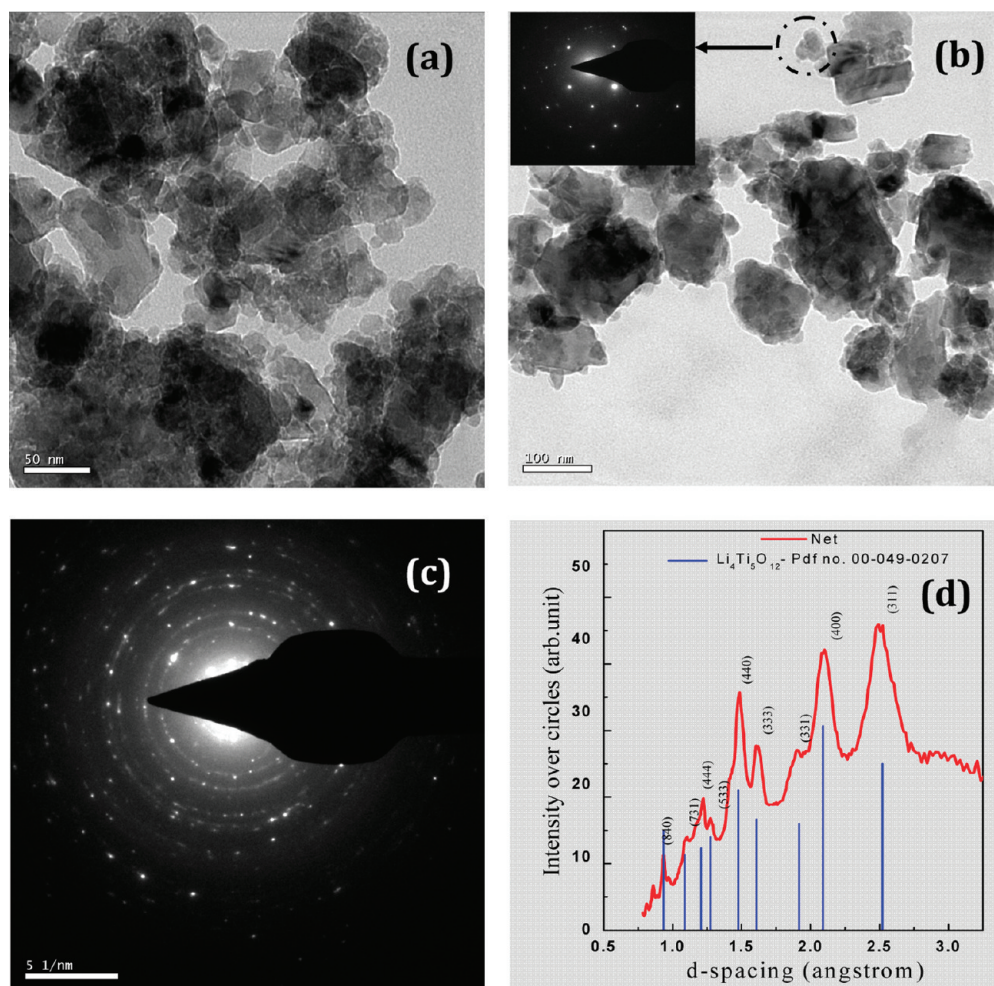 (a)
50 nm
(b)
100 nm
(c)
5 1/nm
(d)
Net
Li4Ti5O12- Pdf no. 00-049-0207
Intensity over circles (arb.unit)
50
40
30
20
10
0
(840)
(731)
(444)
(533)
(440)
(333)
(331)
(400)
(311)
0.5 1.0 1.5 2.0 2.5 3.0
d-spacing (angstrom)